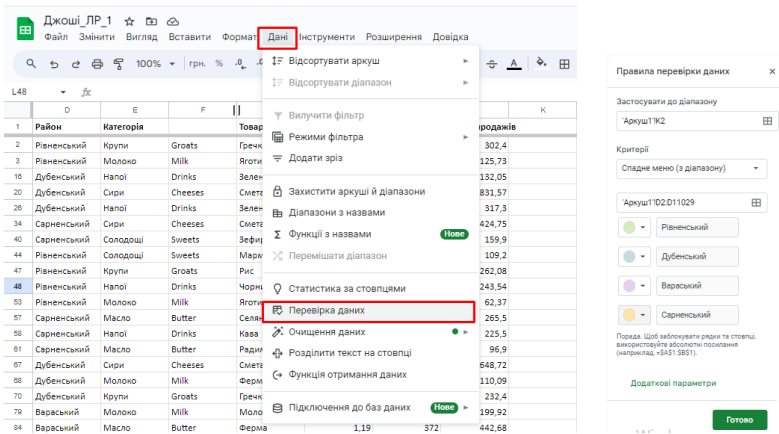 Джоші_ЛР_1
Файл Змінити Вигляд Вставити Формат Дані Інструменти Розширення Довідка
100% грн. % .0
L48 fx
D E F K
1 Район Категорія Товар
2 Рівненський Крупи Groats Гречк 302,4
3 Рівненський Молоко Milk Яготи 125,73
16 Дубенський Напої Drinks Зелен 132,05
20 Дубенський Сири Cheeses Смета 831,57
26 Дубенський Напої Drinks Зелен 317,3
34 Сарненський Сири Cheeses Смета 424,75
40 Сарненський Солодощі Sweets Зефир 159,9
44 Рівненський Солодощі Sweets Марм 109,2
47 Рівненський Крупи Groats Рис 262,08
48 Рівненський Напої Drinks Чорни 243,54
53 Рівненський Молоко Milk Яготи 62,37
57 Сарненський Масло Butter Селян 265,5
58 Сарненський Напої Drinks Кава 225,5
61 Сарненський Масло Butter Радим 96,9
67 Дубенський Сири Cheeses Смета 648,72
68 Дубенський Молоко Milk Ферм 110,09
70 Дубенський Крупи Groats Гречк 232,4
79 Вараський Молоко Milk Моло 199,92
84 Вараський Масло Butter Ферма 1,19 372 442,68
Відсортувати аркуш
Відсортувати діапазон
Вилучити фільтр
Режими фільтра
Додати зріз
Захистити аркуші й діапазони
Діапазони з назвами
Функції з назвами Нове
Перемішати діапазон
Статистика за стовпцями
Перевірка даних
Очищення даних
Розділити текст на стовпці
Функція отримання даних
Підключення до баз даних Нове
Правила перевірки даних
Застосувати до діапазону
'Аркуш1'!K2
Критерії
Спадне меню (з діапазону)
'Аркуш1'!D2:D11029
Рівненський
Дубенський
Вараський
Сарненський
Порада. Щоб заблокувати рядки та стовпці,
використовуйте абсолютні посилання
(наприклад, =$A$1:$B$1).
Додаткові параметри
Готово